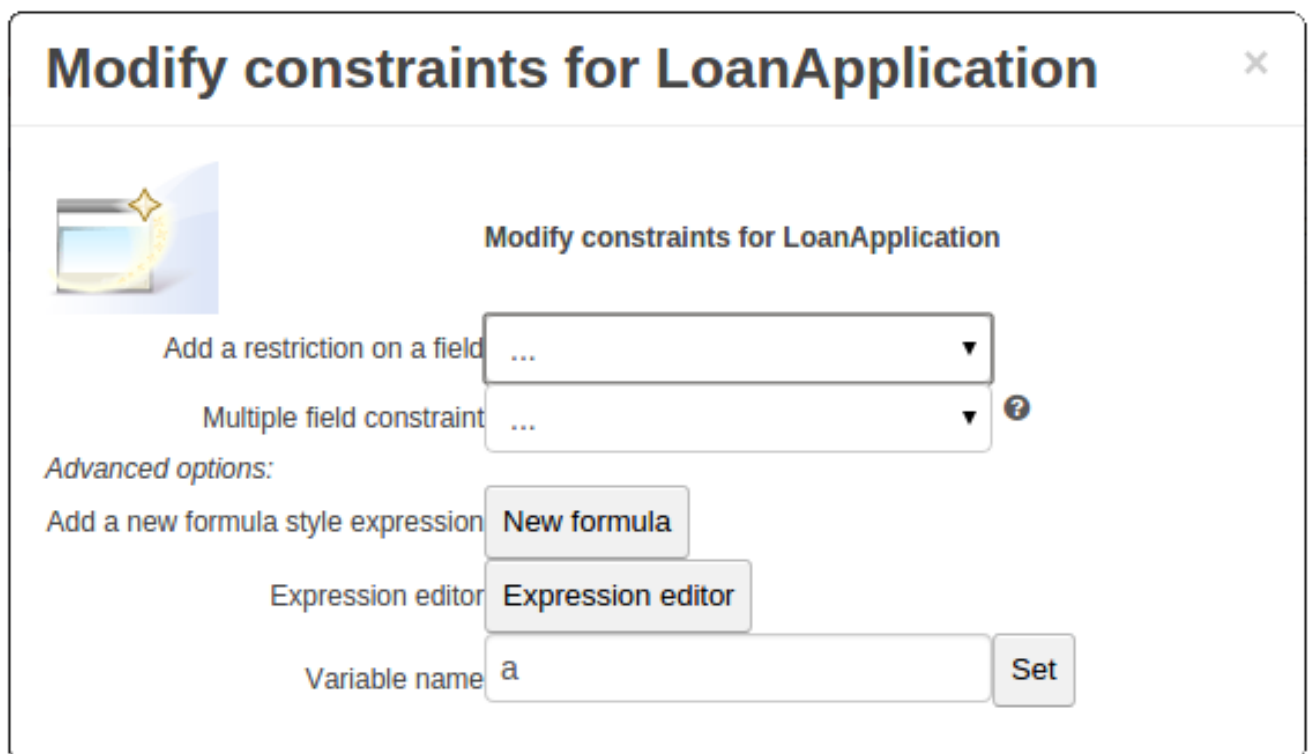 Modify constraints for LoanApplication ×
Modify constraints for LoanApplication
Add a restriction on a field ...
Multiple field constraint ... ?
Advanced options:
Add a new formula style expression New formula
Expression editor Expression editor
Variable name a Set